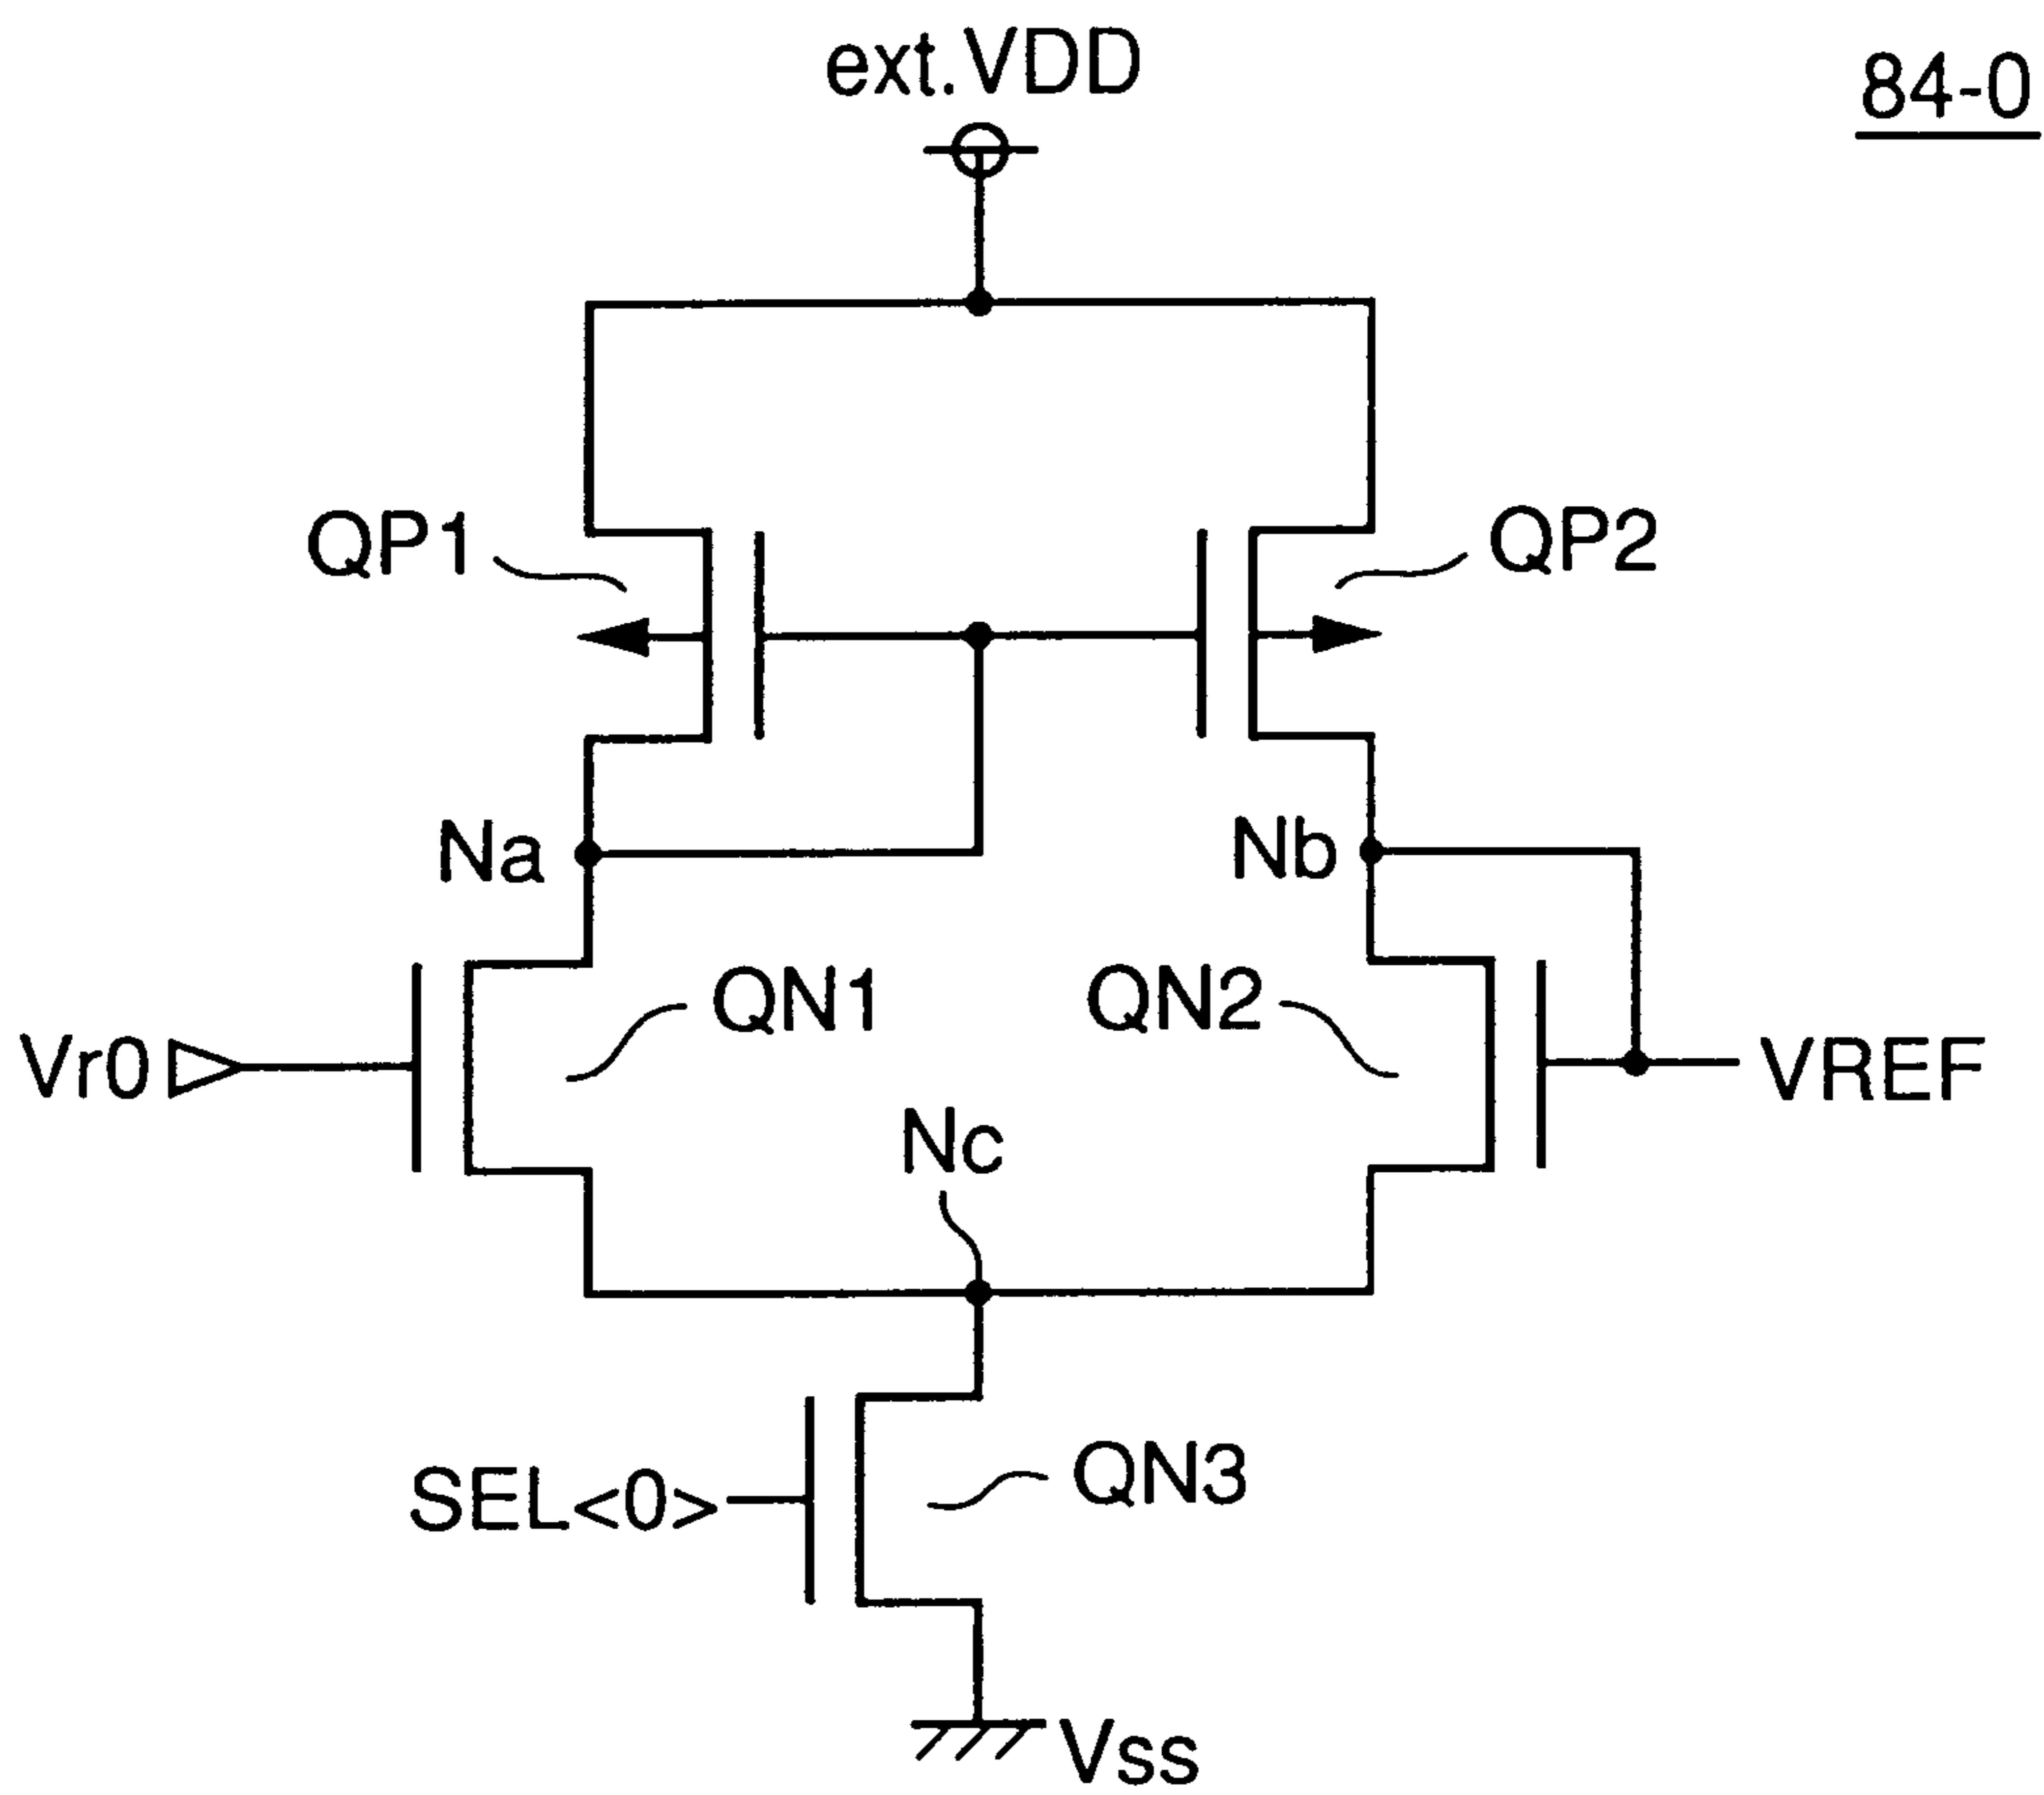 ext.VDD
84-0
QP1
QP2
Na
Nb
QN1
QN2
Vr0
VREF
Nc
SEL<0>
QN3
Vss